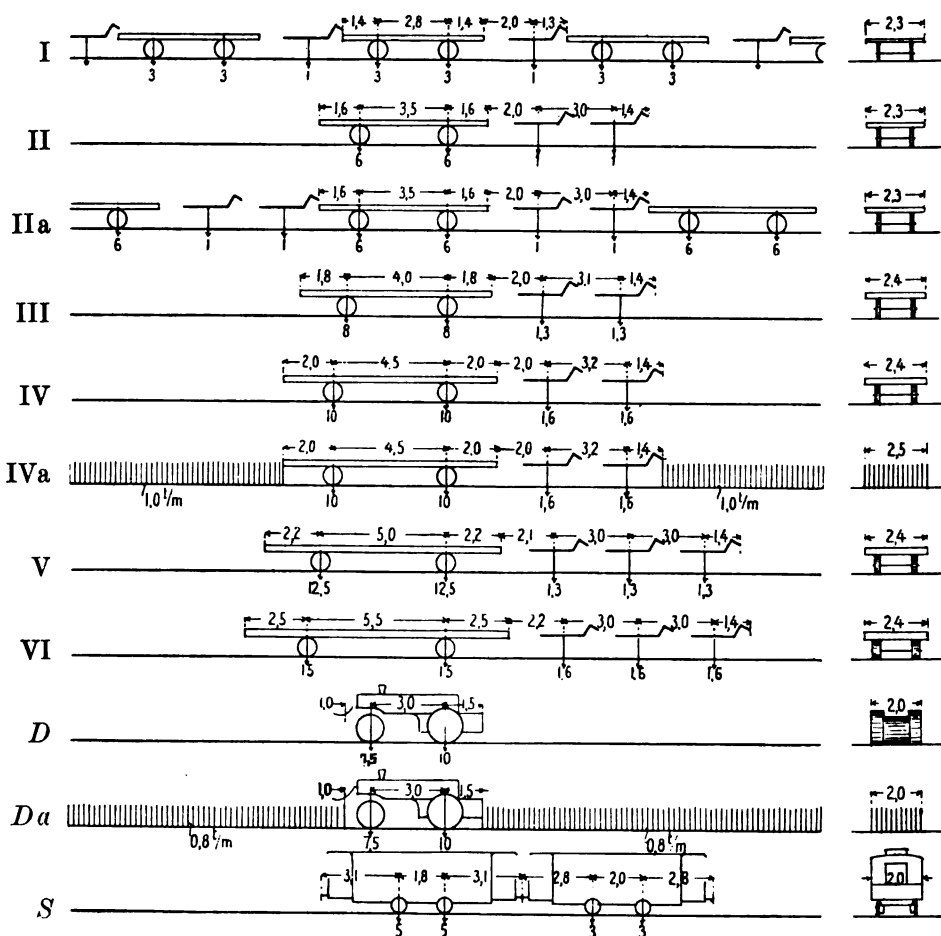 1,4 2,8 1,4 2,0 1,3 2,3
I
3 3 1 3 3 1 3 3
1,6 3,5 1,6 2,0 3,0 1,4 2,3
II
6 6 1 1
1,6 3,5 1,6 2,0 3,0 1,4 2,3
IIa
6 1 1 6 6 1 1 6 6
1,8 4,0 1,8 2,0 3,1 1,4 2,4
III
8 8 1,3 1,3
2,0 4,5 2,0 2,0 3,2 1,4 2,4
IV
10 10 1,6 1,6
2,0 4,5 2,0 2,0 3,2 1,4 2,5
IVa
1,0 t/m 10 10 1,6 1,6 1,0 t/m
2,2 5,0 2,2 2,1 3,0 3,0 1,4 2,4
V
12,5 12,5 1,3 1,3 1,3
2,5 5,5 2,5 2,2 3,0 3,0 1,4 2,4
VI
15 15 1,6 1,6 1,6
1,0 3,0 1,5 2,0
D
7,5 10
1,0 3,0 1,5 2,0
Da
0,8 t/m 7,5 10 0,8 t/m
3,1 1,8 3,1 2,8 2,0 2,8 2,0
S
5 5 3 3